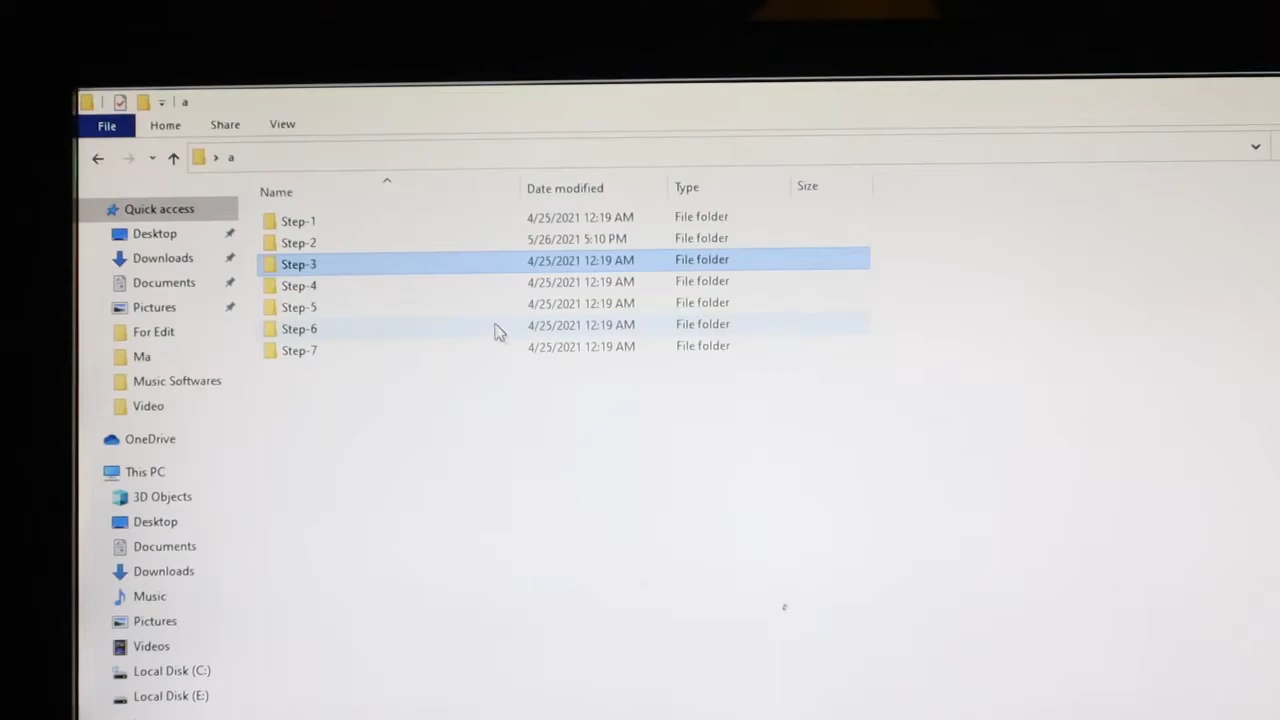 a
File Home Share View
a
Name Date modified Type Size
Quick access
Desktop
Downloads
Documents
Pictures
For Edit
Ma
Music Softwares
Video
OneDrive
This PC
3D Objects
Desktop
Documents
Downloads
Music
Pictures
Videos
Local Disk (C:)
Local Disk (E:)
Step-1 4/25/2021 12:19 AM File folder
Step-2 5/26/2021 5:10 PM File folder
Step-3 4/25/2021 12:19 AM File folder
Step-4 4/25/2021 12:19 AM File folder
Step-5 4/25/2021 12:19 AM File folder
Step-6 4/25/2021 12:19 AM File folder
Step-7 4/25/2021 12:19 AM File folder